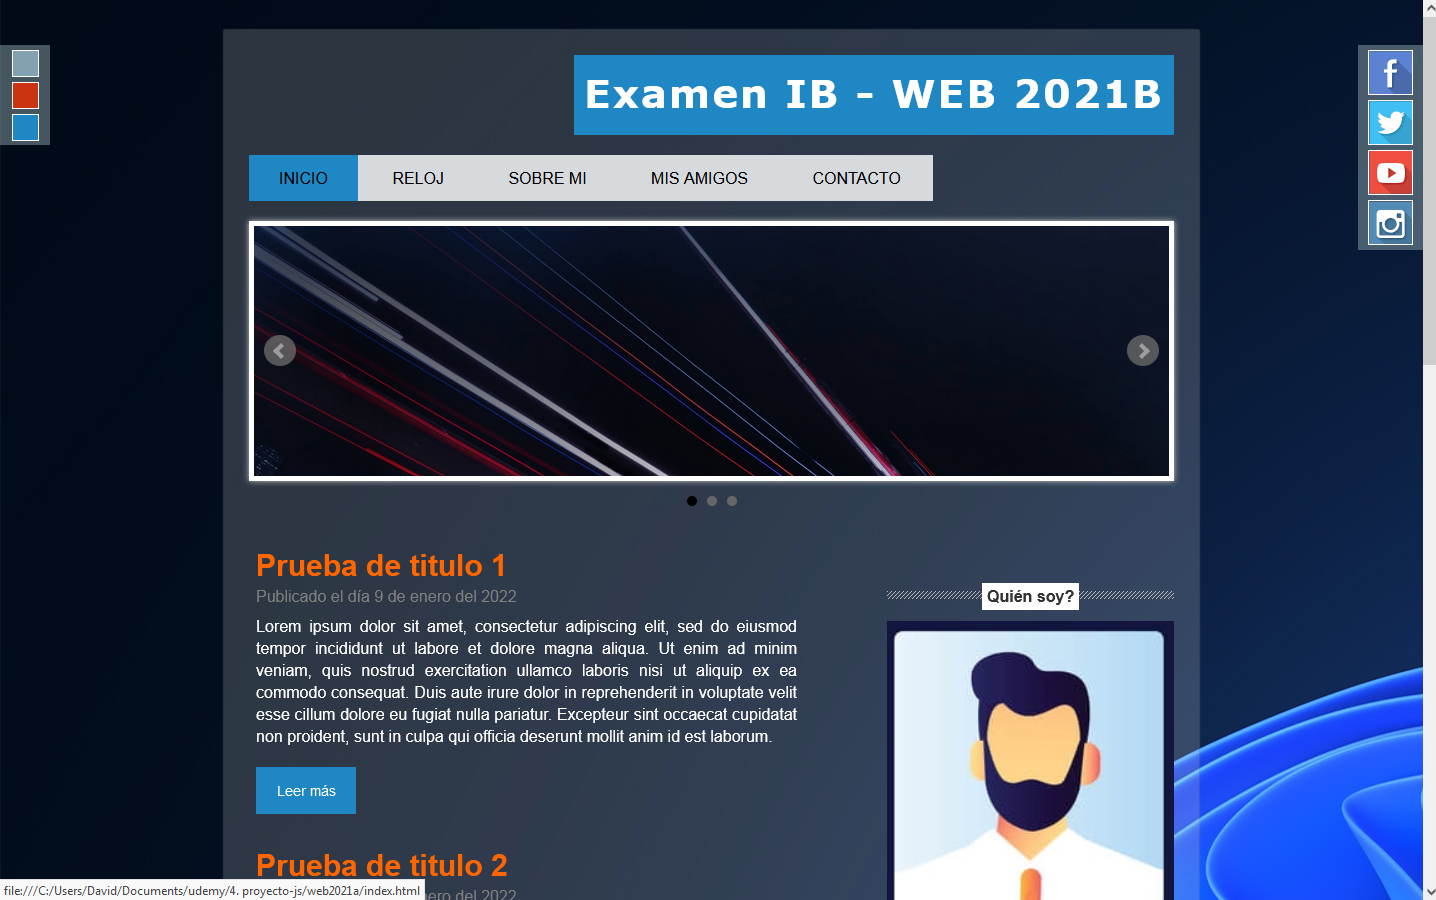 Examen IB - WEB 2021B
INICIO RELOJ SOBRE MI MIS AMIGOS CONTACTO
Prueba de titulo 1
Publicado el día 9 de enero del 2022
Lorem ipsum dolor sit amet, consectetur adipiscing elit, sed do eiusmod
tempor incididunt ut labore et dolore magna aliqua. Ut enim ad minim
veniam, quis nostrud exercitation ullamco laboris nisi ut aliquip ex ea
commodo consequat. Duis aute irure dolor in reprehenderit in voluptate velit
esse cillum dolore eu fugiat nulla pariatur. Excepteur sint occaecat cupidatat
non proident, sunt in culpa qui officia deserunt mollit anim id est laborum.
Leer más
Quién soy?
Prueba de titulo 2
ero del 2022
file:///C:/Users/David/Documents/udemy/4. proyecto-js/web2021a/index.html